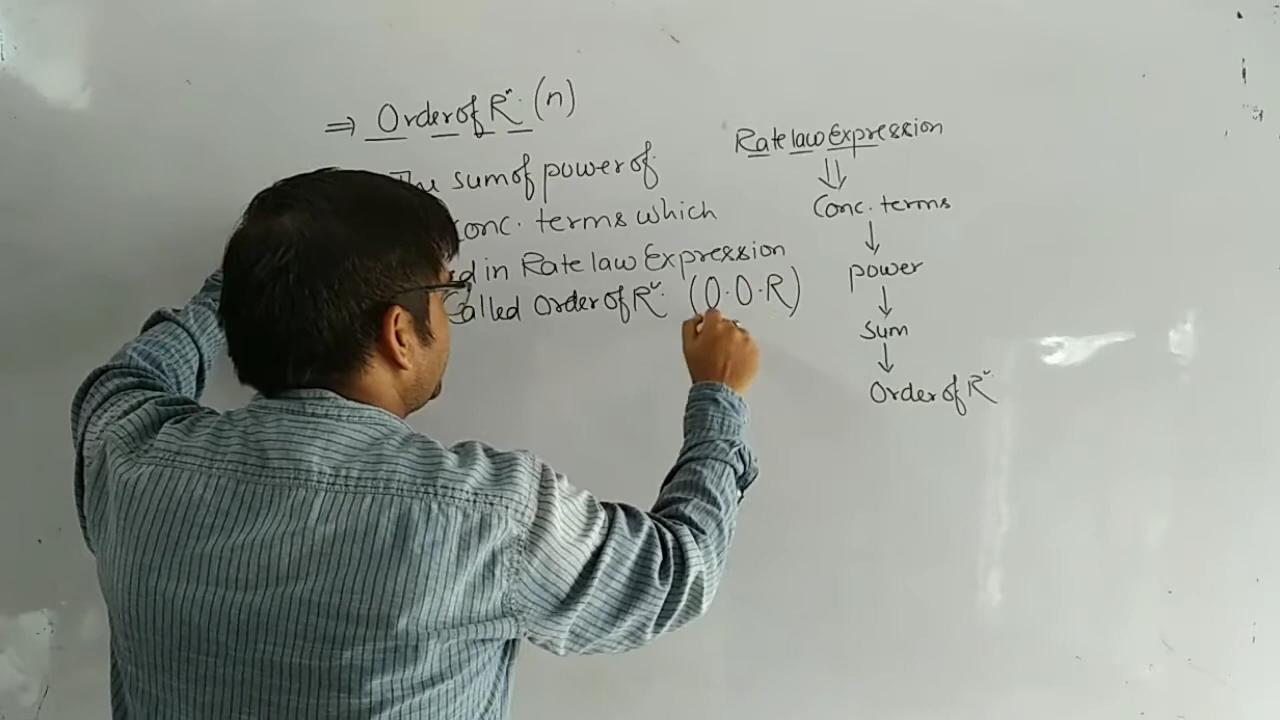 ⇒ Order of Rⁿ. (n)
sum of power of
conc. terms which
in Rate law Expression
Called Order of Rⁿ. (O.O.R)
Rate law Expression
⇓
Conc. terms
↓
power
↓
Sum
↓
Order of Rⁿ.